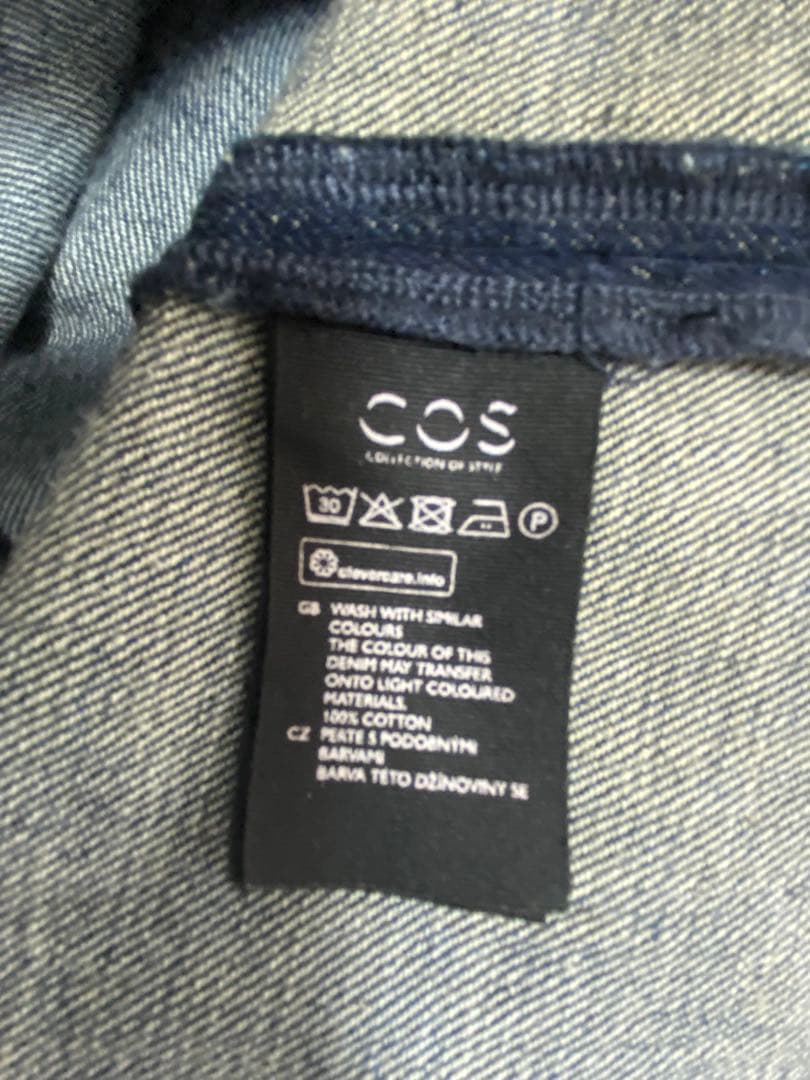 COS
COLLECTION OF STYLE
30
P
clevercare.info
GB WASH WITH SIMILAR
COLOURS
THE COLOUR OF THIS
DENIM MAY TRANSFER
ONTO LIGHT COLOURED
MATERIALS.
100% COTTON
CZ PERTE S PODOBNÝMI
BARVAMI
BARVA TÉTO DŽÍNOVINY SE